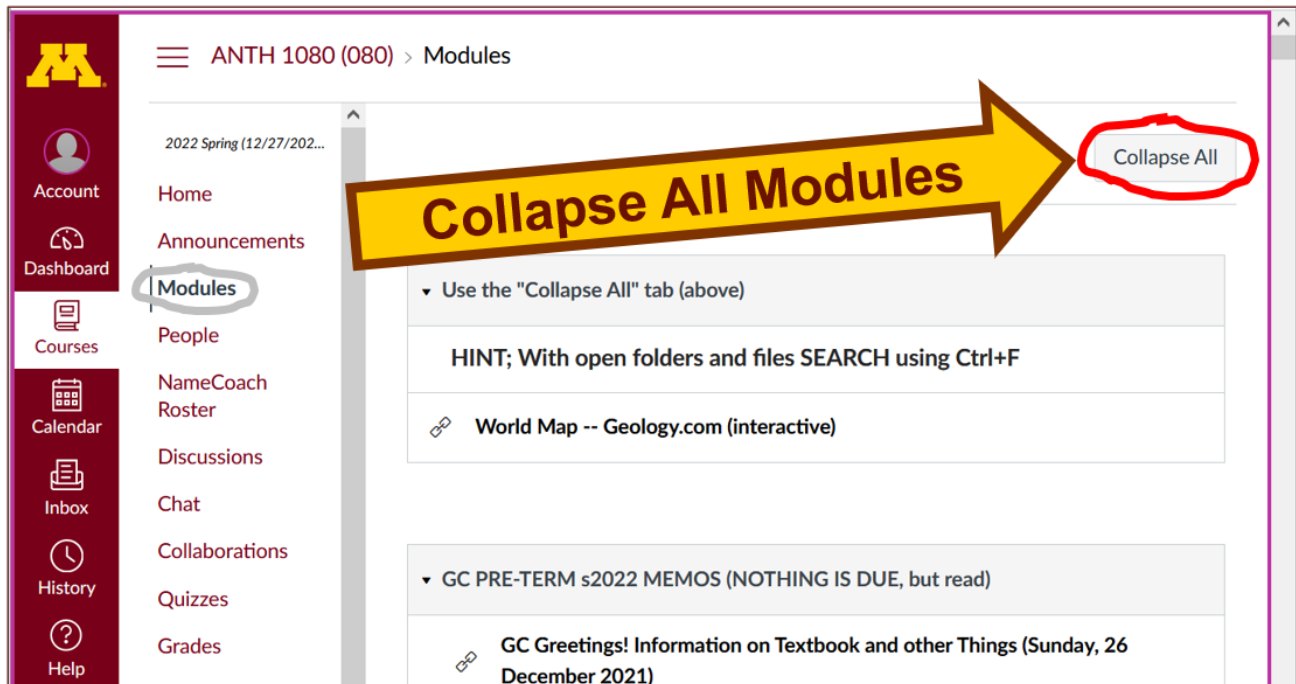 M
ANTH 1080 (080) > Modules
Account
Dashboard
Courses
Calendar
Inbox
History
Help
2022 Spring (12/27/202...
Home
Announcements
Modules
People
NameCoach
Roster
Discussions
Chat
Collaborations
Quizzes
Grades
Collapse All Modules
Collapse All
Use the "Collapse All" tab (above)
HINT; With open folders and files SEARCH using Ctrl+F
World Map -- Geology.com (interactive)
GC PRE-TERM s2022 MEMOS (NOTHING IS DUE, but read)
GC Greetings! Information on Textbook and other Things (Sunday, 26
December 2021)